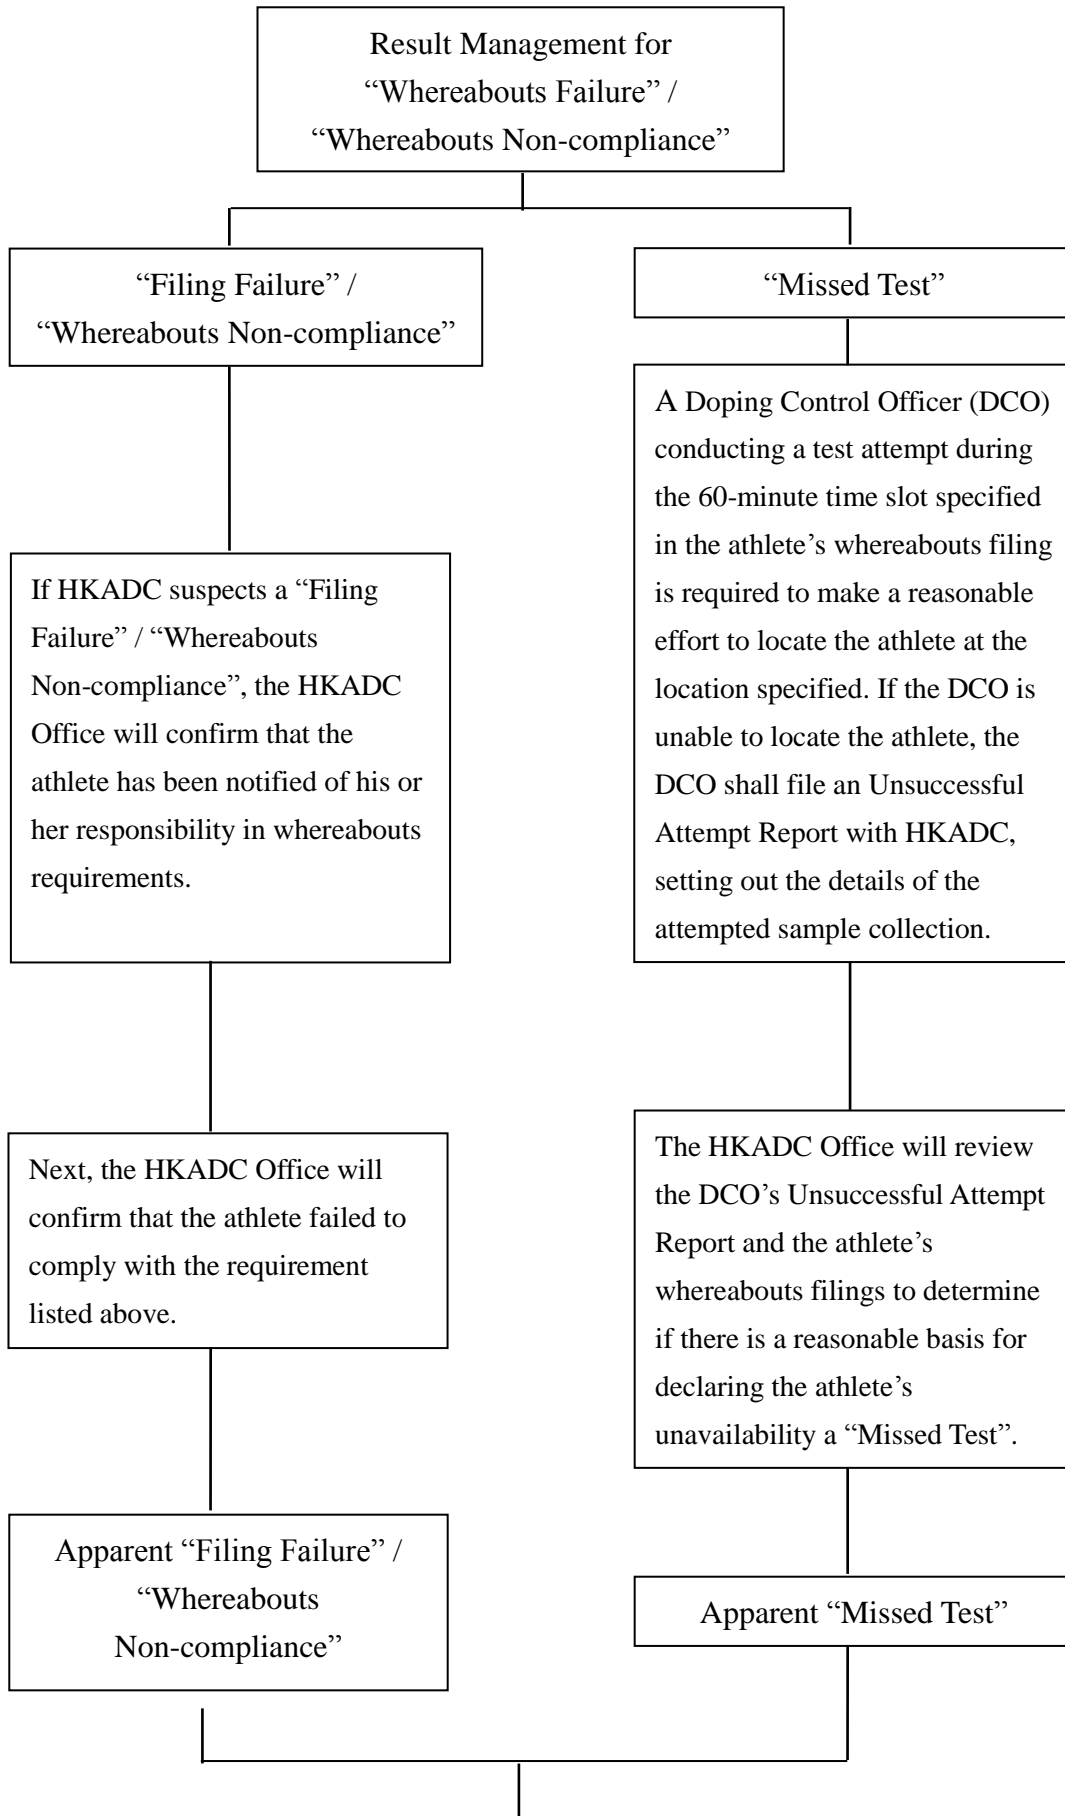 Result Management for
“Whereabouts Failure” /
“Whereabouts Non-compliance”
“Filing Failure” /
“Whereabouts Non-compliance”
“Missed Test”
If HKADC suspects a “Filing
Failure” / “Whereabouts
Non-compliance”, the HKADC
Office will confirm that the
athlete has been notified of his or
her responsibility in whereabouts
requirements.
A Doping Control Officer (DCO)
conducting a test attempt during
the 60-minute time slot specified
in the athlete’s whereabouts filing
is required to make a reasonable
effort to locate the athlete at the
location specified. If the DCO is
unable to locate the athlete, the
DCO shall file an Unsuccessful
Attempt Report with HKADC,
setting out the details of the
attempted sample collection.
Next, the HKADC Office will
confirm that the athlete failed to
comply with the requirement
listed above.
The HKADC Office will review
the DCO’s Unsuccessful Attempt
Report and the athlete’s
whereabouts filings to determine
if there is a reasonable basis for
declaring the athlete’s
unavailability a “Missed Test”.
Apparent “Filing Failure” /
“Whereabouts
Non-compliance”
Apparent “Missed Test”